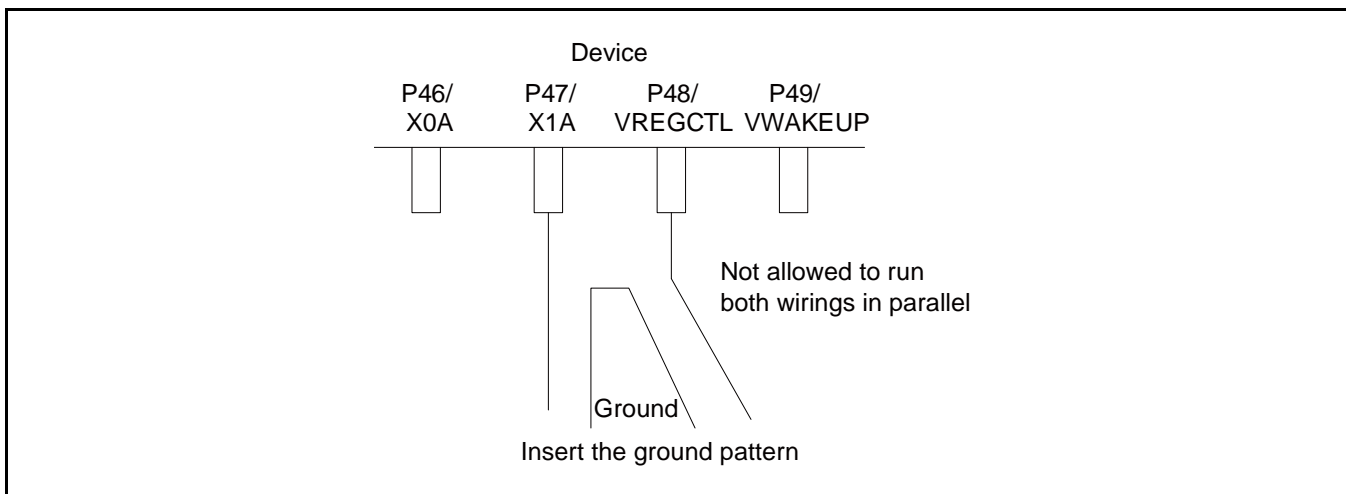 Device
P46/ P47/ P48/ P49/
X0A X1A VREGCTL VWAKEUP
Not allowed to run
both wirings in parallel
Ground
Insert the ground pattern